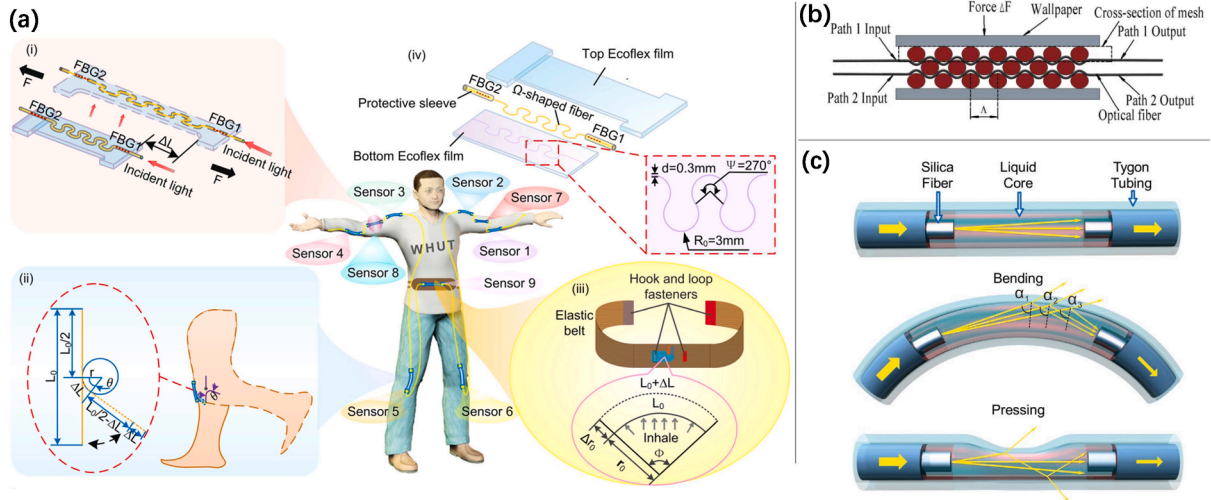 (a)
(i)
F
FBG2
FBG2
FBG1
FBG1
ΔL
Incident light
F
Incident light
(iv)
Top Ecoflex film
FBG2
Ω-shaped fiber
Protective sleeve
FBG1
Bottom Ecoflex film
d=0.3mm
Ψ=270°
R₀=3mm
Sensor 3
Sensor 2
Sensor 7
WHUT
Sensor 4
Sensor 1
Sensor 8
Sensor 9
Sensor 5
Sensor 6
(ii)
L₀/2
L₀
r
θ
ΔL
L₀/2-ΔL
ΔL
θ
(iii)
Hook and loop
fasteners
Elastic
belt
L₀+ΔL
L₀
Inhale
Δr₀
r₀
Φ
(b)
Force ΔF
Wallpaper
Cross-section of mesh
Path 1 Input
Path 1 Output
Path 2 Input
Path 2 Output
Optical fiber
Λ
(c)
Silica
Fiber
Liquid
Core
Tygon
Tubing
Bending
α₁
α₂
α₃
Pressing